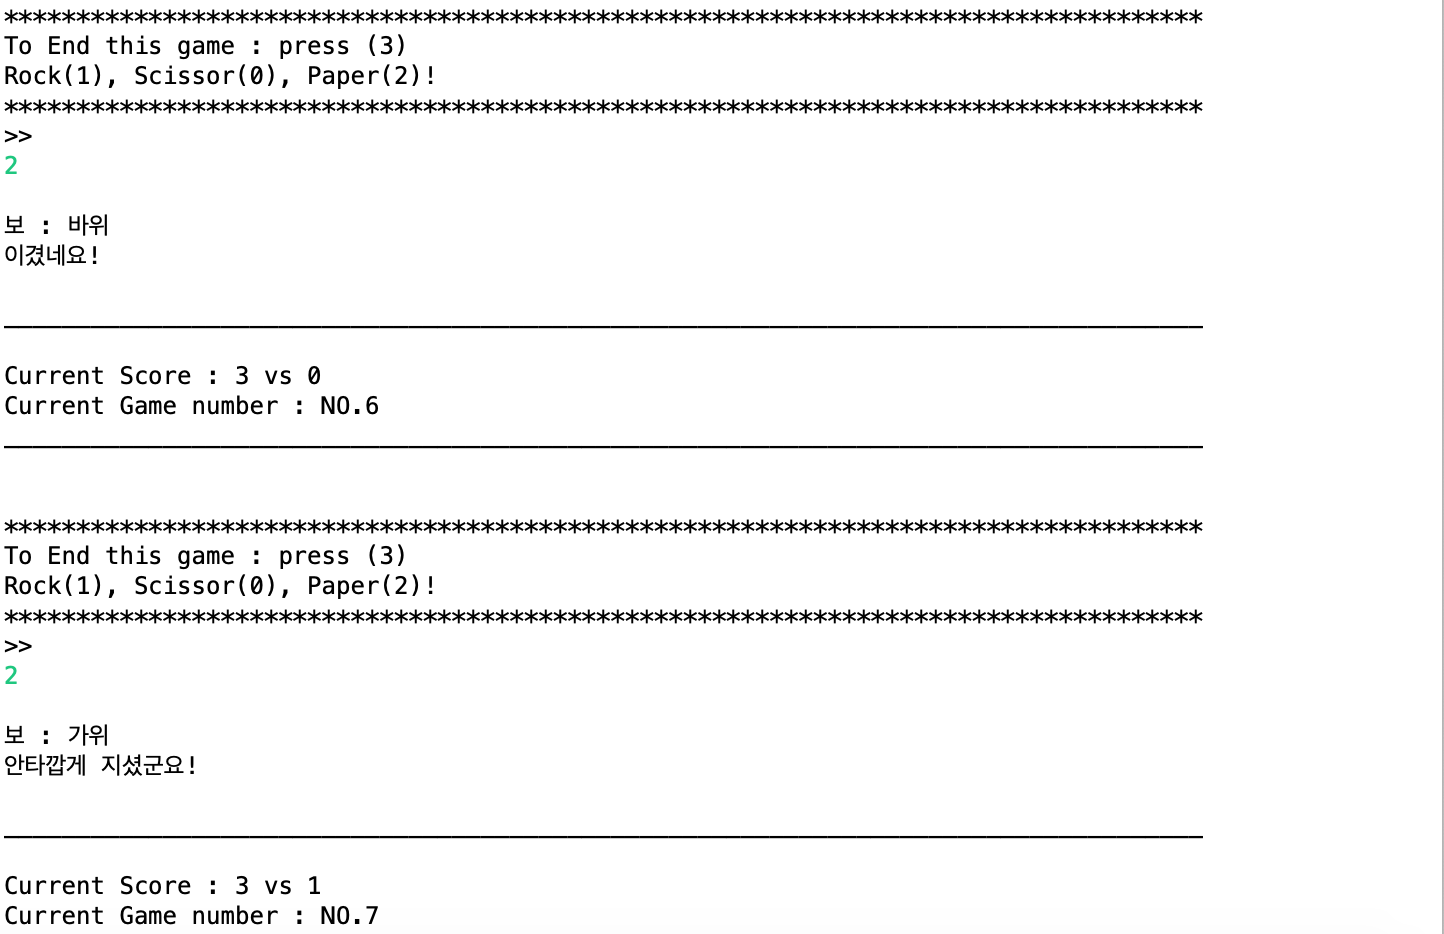 ***********************************************************************************
To End this game : press (3)
Rock(1), Scissor(0), Paper(2)!
***********************************************************************************
>>
2
보 : 바위
이겼네요!
___________________________________________________________________________________
Current Score : 3 vs 0
Current Game number : NO.6
___________________________________________________________________________________
***********************************************************************************
To End this game : press (3)
Rock(1), Scissor(0), Paper(2)!
***********************************************************************************
>>
2
보 : 가위
안타깝게 지셨군요!
___________________________________________________________________________________
Current Score : 3 vs 1
Current Game number : NO.7